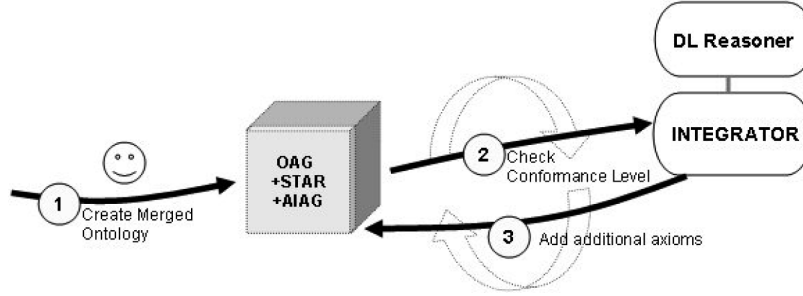 DL Reasoner
INTEGRATOR
OAG
+STAR
+AIAG
1
Create Merged
Ontology
2
Check
Conformance Level
3
Add additional axioms